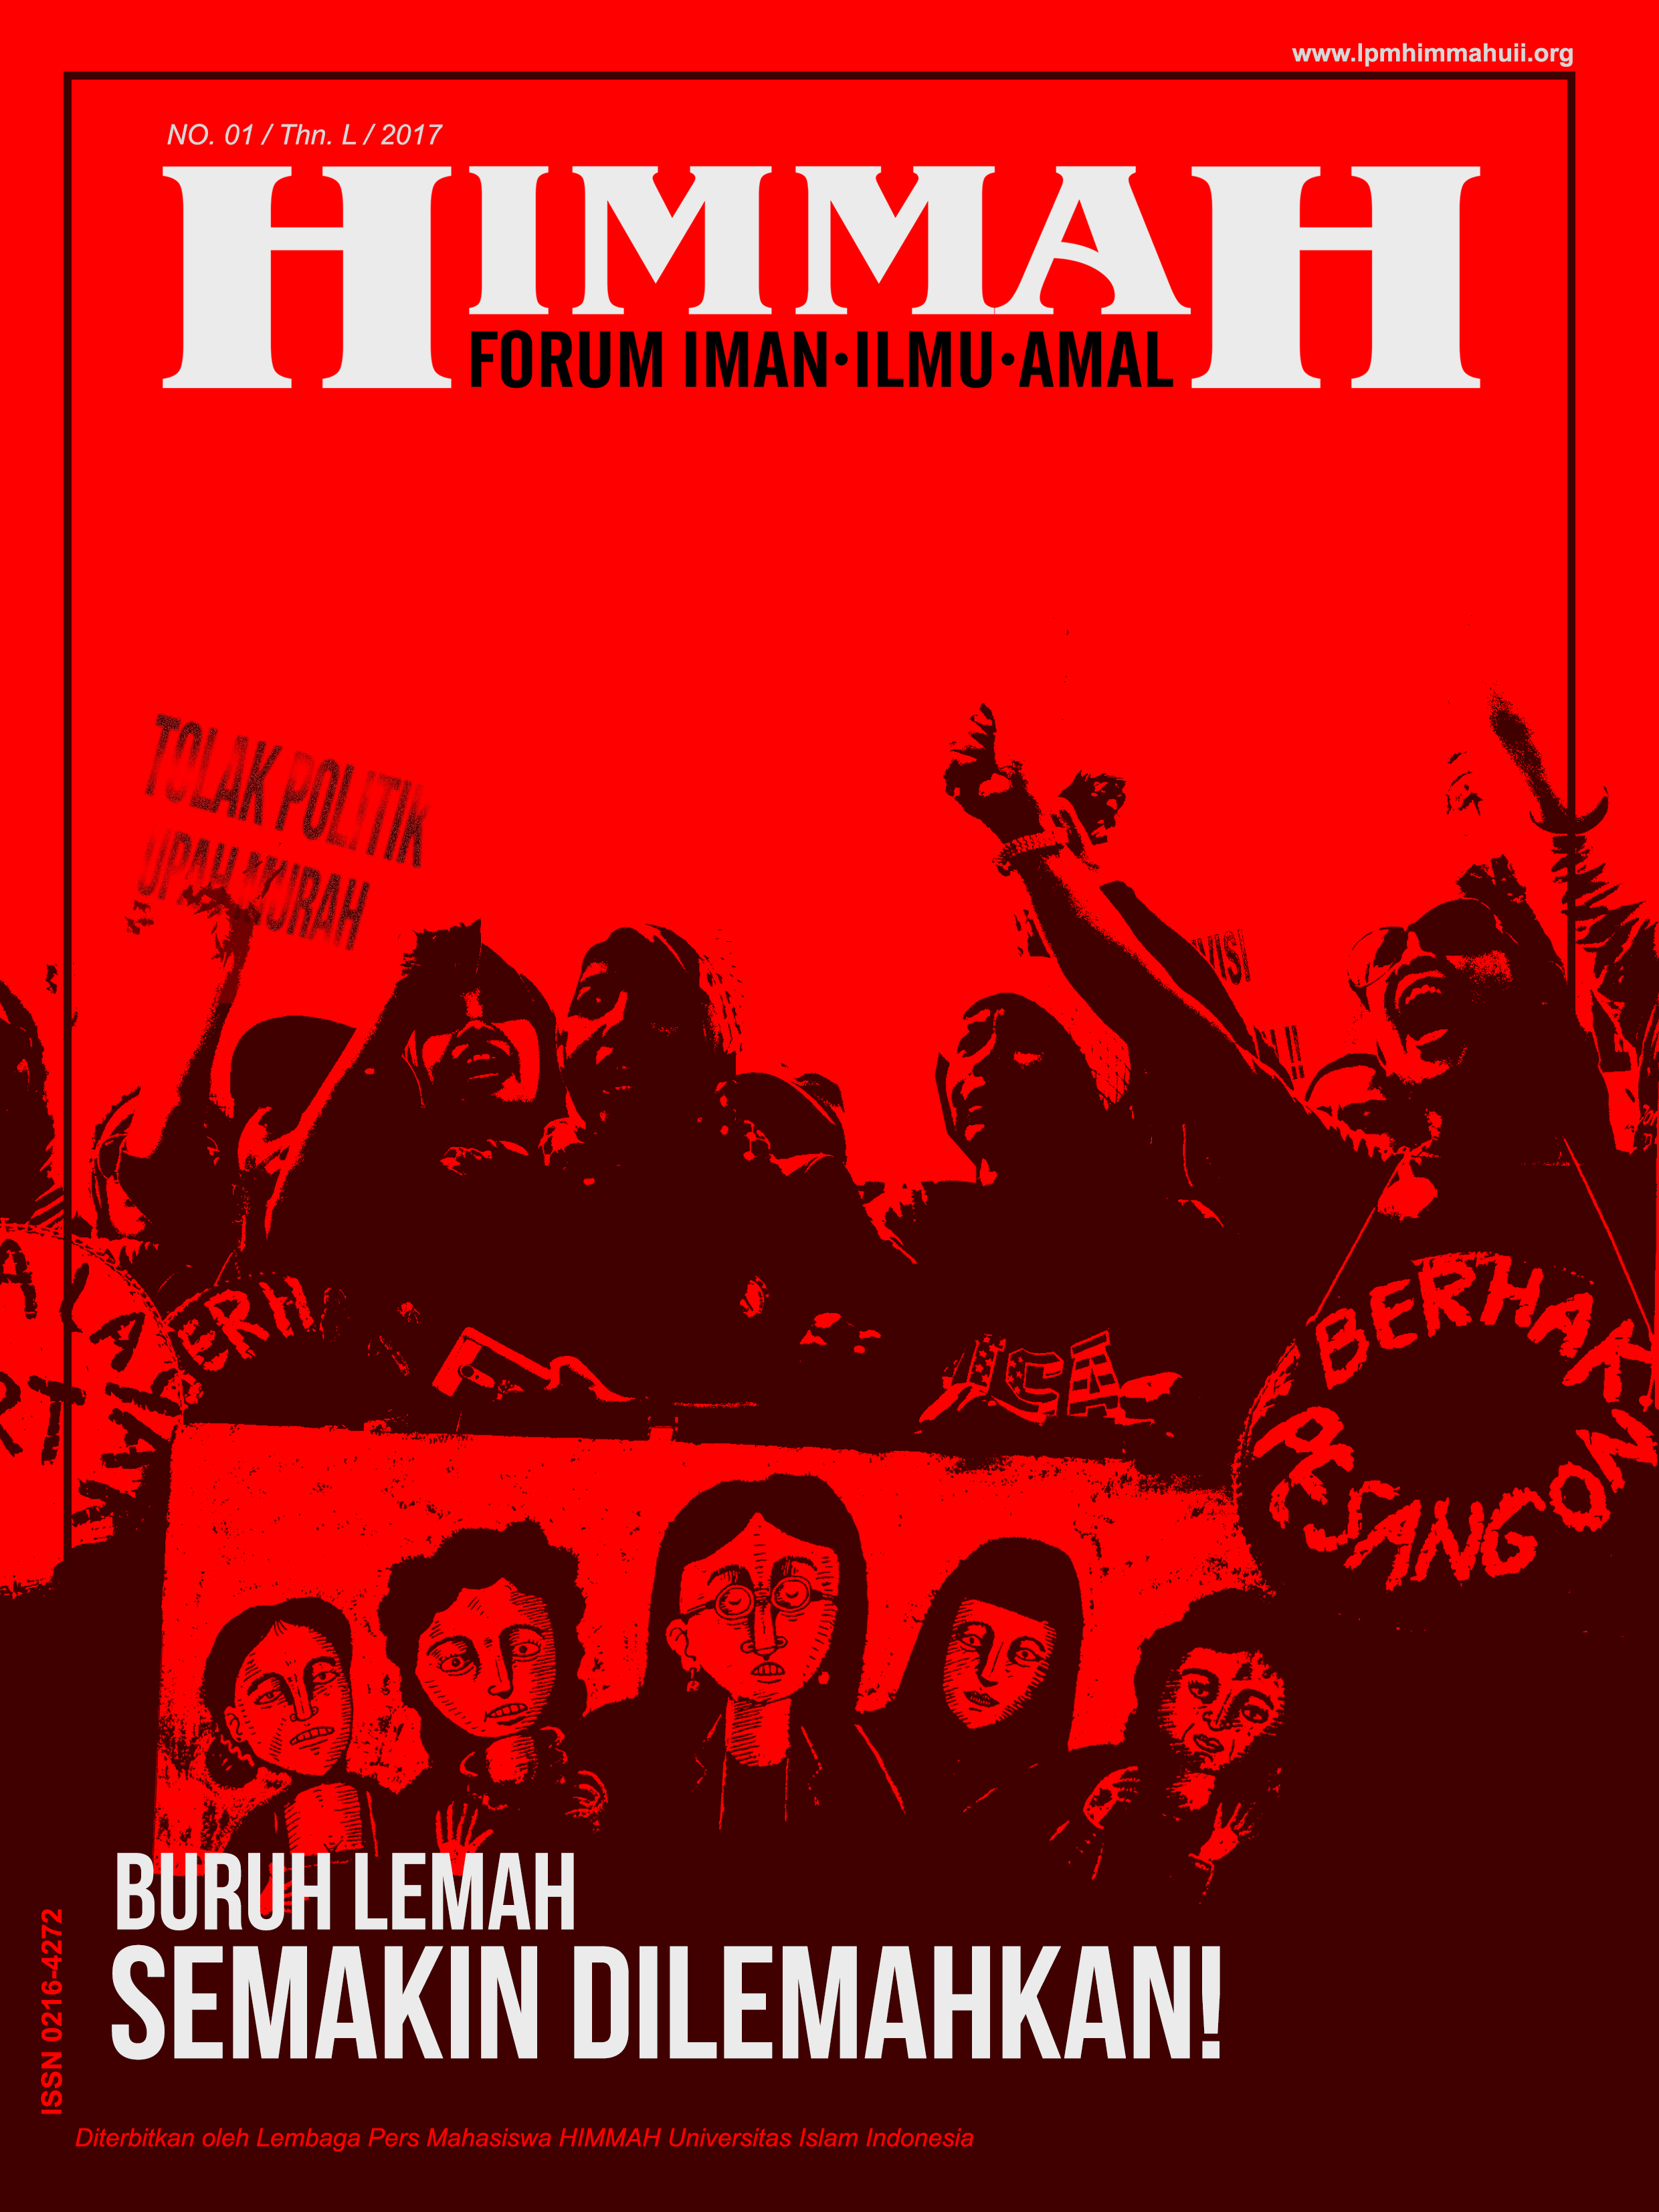 www.lpmhimmahuii.org
NO. 01 / Thn. L / 2017
HIMMAH
FORUM IMAN·ILMU·AMAL
TOLAK POLITIK
UPAH MURAH
BERHAK
PESANGON
BURUH LEMAH
SEMAKIN DILEMAHKAN!
ISSN 0216-4272
Diterbitkan oleh Lembaga Pers Mahasiswa HIMMAH Universitas Islam Indonesia